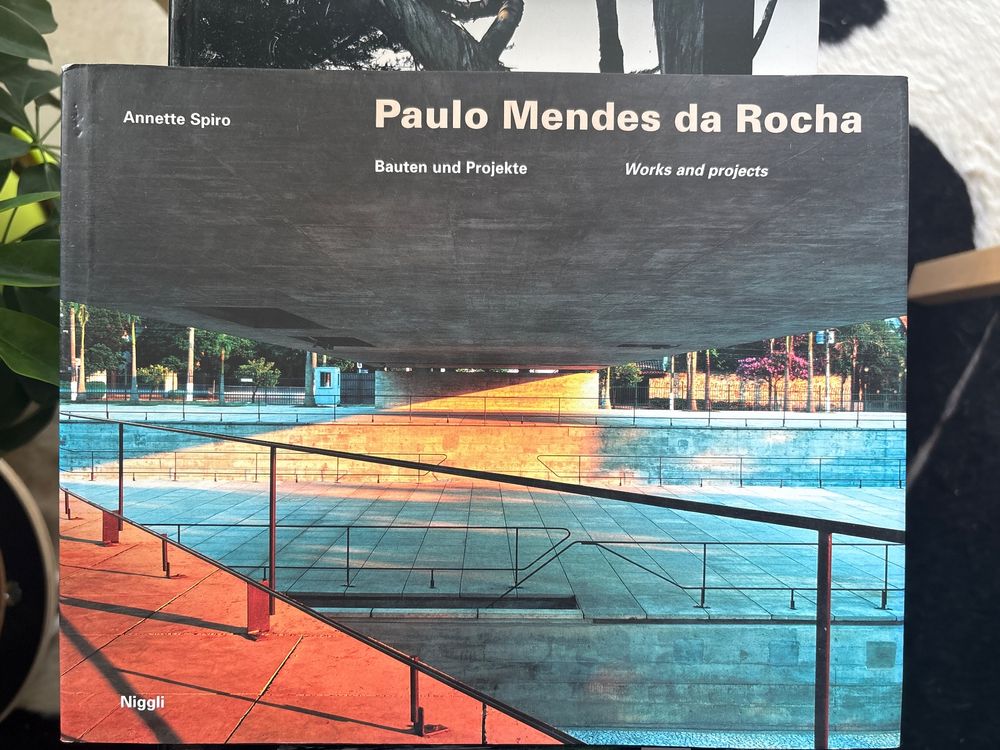 Annette Spiro
Paulo Mendes da Rocha
Bauten und Projekte
Works and projects
Niggli